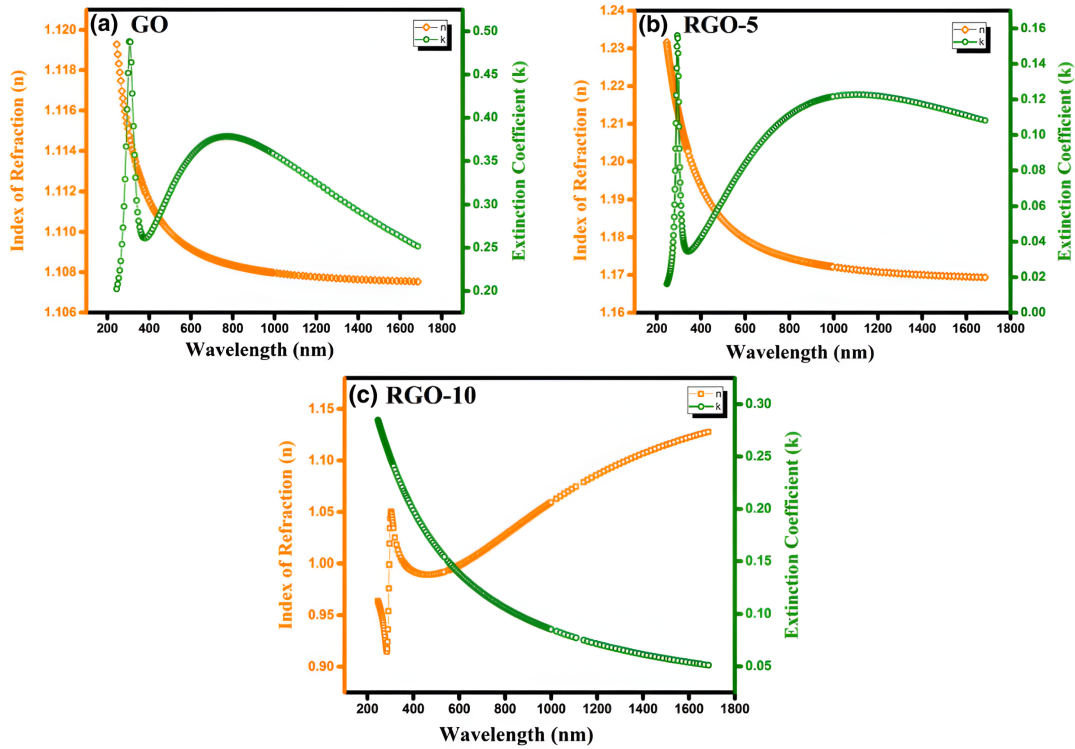 (a) GO
n
k
Index of Refraction (n)
1.120
1.118
1.116
1.114
1.112
1.110
1.108
1.106
0.50
0.45
0.40
0.35
0.30
0.25
0.20
Extinction Coefficient (k)
200 400 600 800 1000 1200 1400 1600 1800
Wavelength (nm)
(b) RGO-5
n
k
Index of Refraction (n)
1.24
1.23
1.22
1.21
1.20
1.19
1.18
1.17
1.16
0.16
0.14
0.12
0.10
0.08
0.06
0.04
0.02
0.00
Extinction Coefficient (k)
200 400 600 800 1000 1200 1400 1600 1800
Wavelength (nm)
(c) RGO-10
n
k
Index of Refraction (n)
1.15
1.10
1.05
1.00
0.95
0.90
0.30
0.25
0.20
0.15
0.10
0.05
Extinction Coefficient (k)
200 400 600 800 1000 1200 1400 1600 1800
Wavelength (nm)